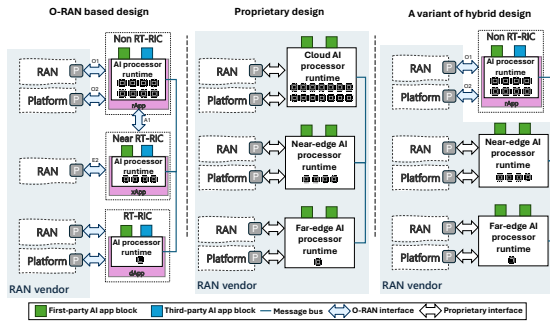 O-RAN based design
Non RT-RIC
AI processor
runtime
rApp
RAN
P
O1
Platform
P
O2
A1
Near RT-RIC
AI processor
runtime
xApp
RAN
P
E2
RT-RIC
AI processor
runtime
dApp
RAN
P
Platform
P
RAN vendor
Proprietary design
Cloud AI
processor
runtime
RAN
P
Platform
P
Near-edge AI
processor
runtime
RAN
P
Platform
P
Far-edge AI
processor
runtime
RAN
P
Platform
P
RAN vendor
A variant of hybrid design
Non RT-RIC
AI processor
runtime
rApp
RAN
P
O1
Platform
P
O2
Near-edge AI
processor
runtime
RAN
P
Platform
P
Far-edge AI
processor
runtime
RAN
P
Platform
P
RAN vendor
First-party AI app block
Third-party AI app block
Message bus
O-RAN interface
Proprietary interface